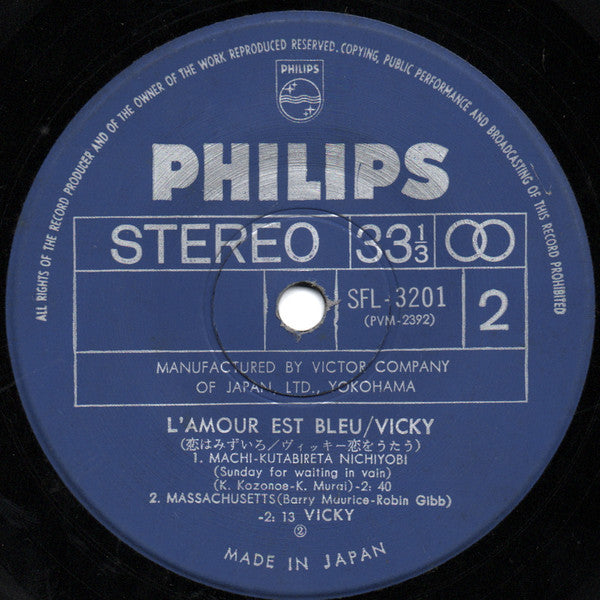 ALL RIGHTS OF THE RECORD PRODUCER AND OF THE OWNER OF THE WORK REPRODUCED RESERVED. COPYING, PUBLIC PERFORMANCE AND BROADCASTING OF THIS RECORD PROHIBITED
PHILIPS
PHILIPS
STEREO 33 1/3
SFL-3201
(PVM-2392)
2
MANUFACTURED BY VICTOR COMPANY
OF JAPAN, LTD., YOKOHAMA
L'AMOUR EST BLEU/VICKY
(恋はみずいろ/ヴィッキー恋をうたう)
1. MACHI-KUTABIRETA NICHIYOBI
(Sunday for waiting in vain)
(K. Kazonoe-K. Murai)-2: 40
2. MASSACHUSETTS(Barry Maurice-Robin Gibb)
-2: 13 VICKY
②
MADE IN JAPAN